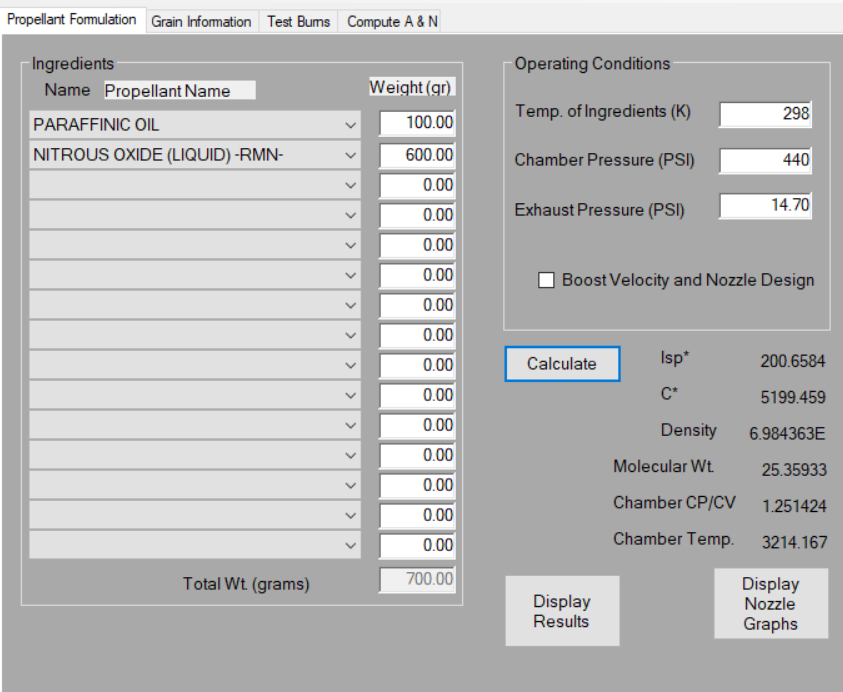 Propellant Formulation Grain Information Test Burns Compute A & N
Ingredients
Name Propellant Name Weight (gr)
PARAFFINIC OIL 100.00
NITROUS OXIDE (LIQUID) -RMN- 600.00
0.00
0.00
0.00
0.00
0.00
0.00
0.00
0.00
0.00
0.00
0.00
0.00
0.00
Total Wt. (grams) 700.00
Operating Conditions
Temp. of Ingredients (K) 298
Chamber Pressure (PSI) 440
Exhaust Pressure (PSI) 14.70
Boost Velocity and Nozzle Design
Calculate
Isp* 200.6584
C* 5199.459
Density 6.984363E
Molecular Wt. 25.35933
Chamber CP/CV 1.251424
Chamber Temp. 3214.167
Display
Results
Display
Nozzle
Graphs